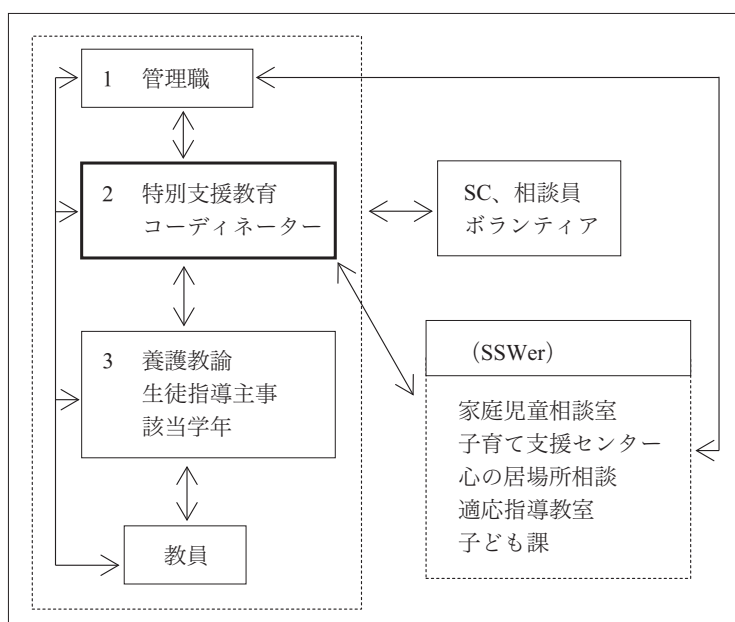 1 管理職
2 特別支援教育
コーディネーター
SC、相談員
ボランティア
3 養護教諭
生徒指導主事
該当学年
（SSWer）
家庭児童相談室
子育て支援センター
心の居場所相談
適応指導教室
子ども課
教員